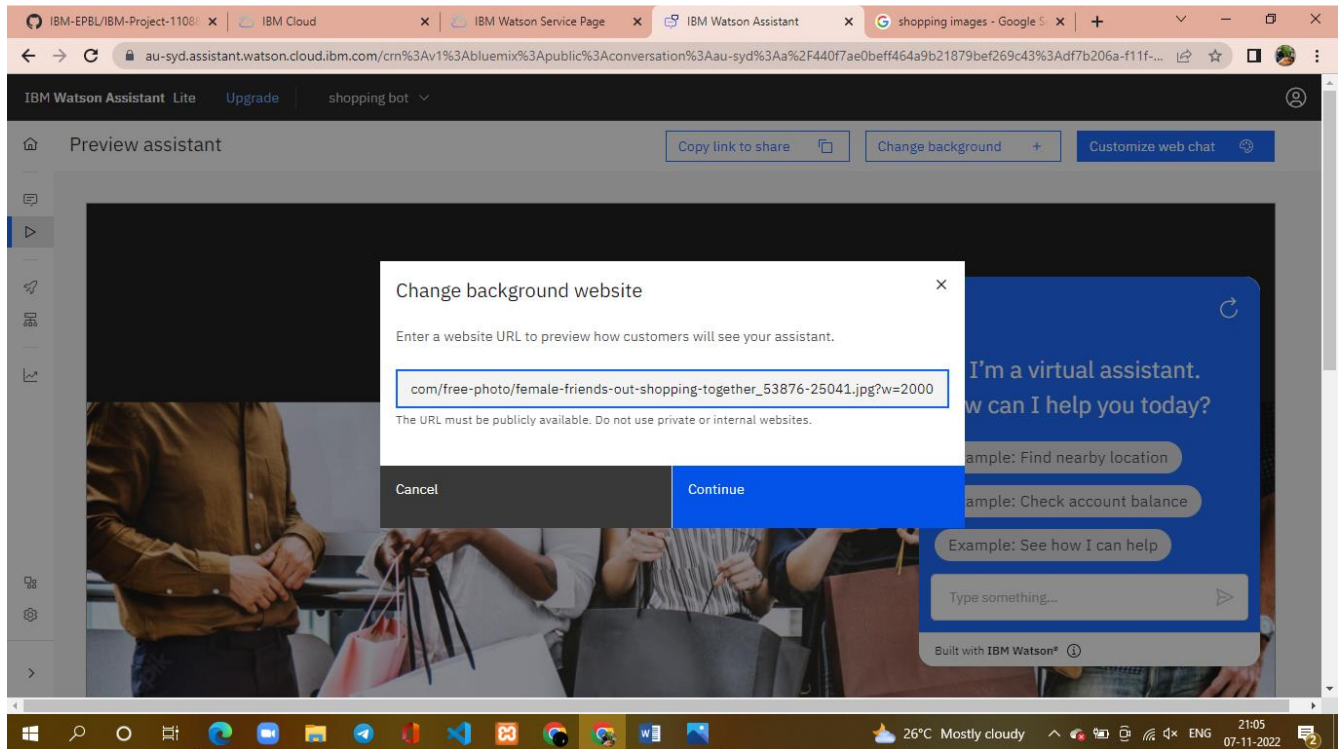 IBM-EPBL/IBM-Project-1108
IBM Cloud
IBM Watson Service Page
IBM Watson Assistant
shopping images - Google S
au-syd.assistant.watson.cloud.ibm.com/crn%3Av1%3Abluemix%3Apublic%3Aconversation%3Aau-syd%3Aa%2F440f7ae0beff464a9b21879bef269c43%3Adf7b206a-f11f-...
IBM Watson Assistant Lite Upgrade shopping bot
Preview assistant
Copy link to share
Change background +
Customize web chat
Change background website
Enter a website URL to preview how customers will see your assistant.
com/free-photo/female-friends-out-shopping-together_53876-25041.jpg?w=2000
The URL must be publicly available. Do not use private or internal websites.
Cancel
Continue
I'm a virtual assistant.
w can I help you today?
ample: Find nearby location
ample: Check account balance
Example: See how I can help
Type something...
Built with IBM Watson®
26°C Mostly cloudy
ENG
21:05
07-11-2022
2